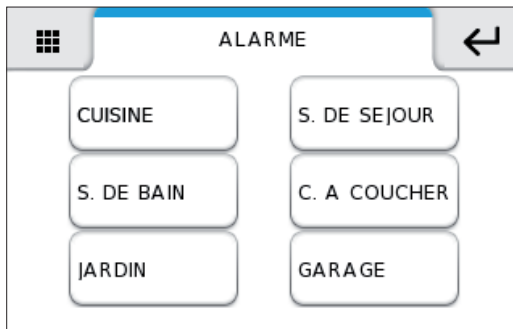 ALARME
CUISINE
S. DE SEJOUR
S. DE BAIN
C. A COUCHER
JARDIN
GARAGE